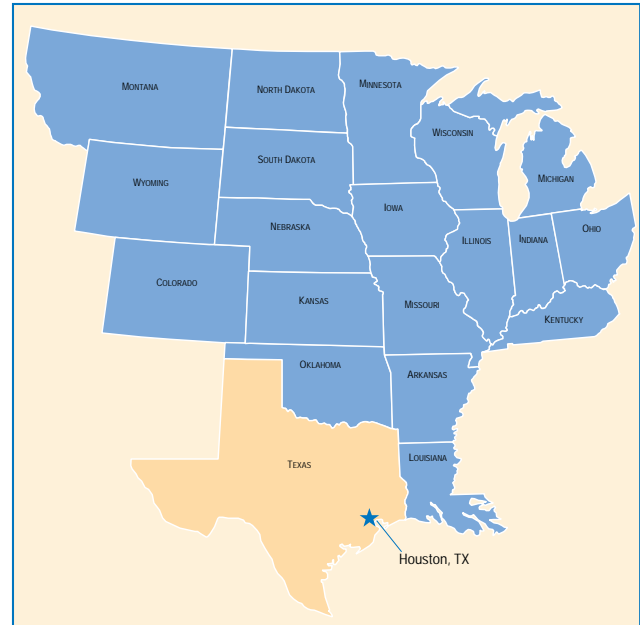 MONTANA
NORTH DAKOTA
MINNESOTA
WISCONSIN
SOUTH DAKOTA
WYOMING
MICHIGAN
IOWA
NEBRASKA
ILLINOIS
INDIANA
OHIO
COLORADO
KANSAS
MISSOURI
KENTUCKY
OKLAHOMA
ARKANSAS
TEXAS
LOUISIANA
Houston, TX